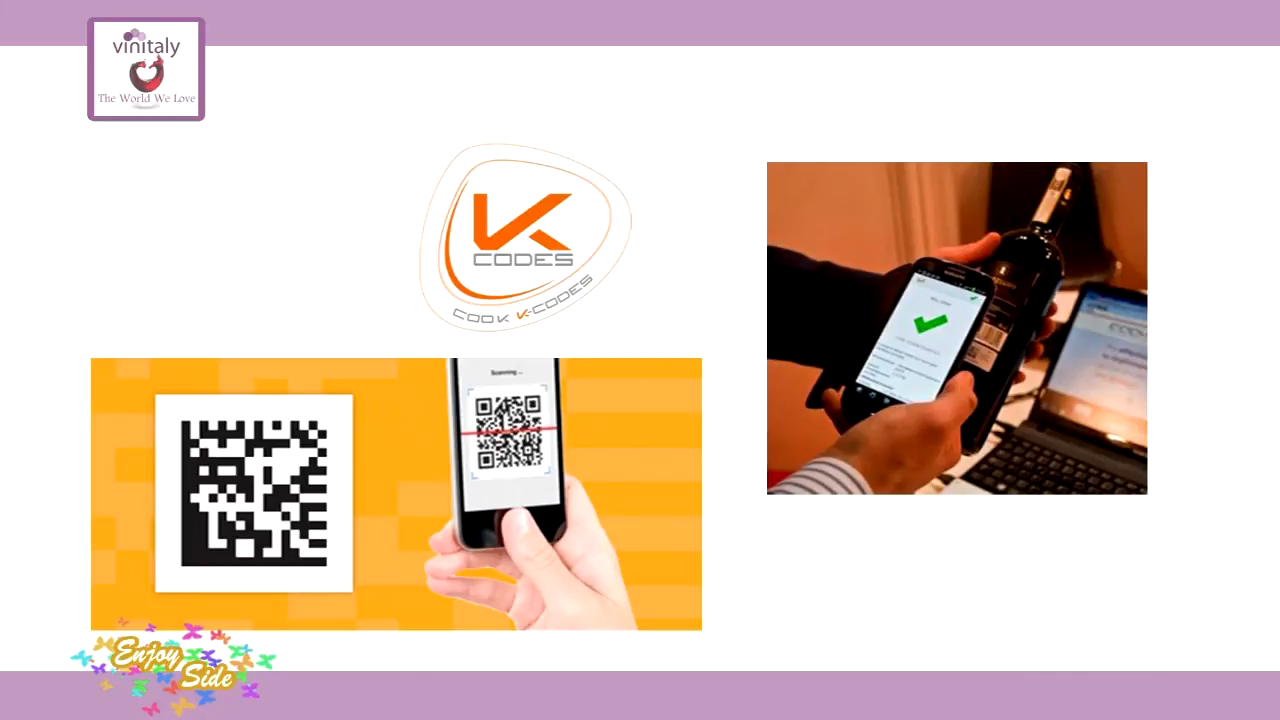 vinitaly
The World We Love
K
CODES
COOK K-CODES
Scanning ...
Enjoy
Side